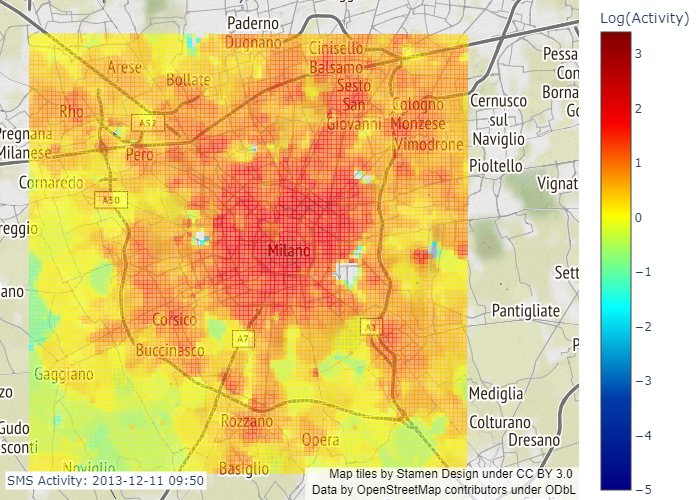 Paderno
Dugnano
Cinisello
Balsamo
Log(Activity)
Arese
Bollate
Sesto
San
Giovanni
Rho
A52
Cologno
Monzese
Cernusco
sul
Naviglio
Pessa
Con
Borna
Go
Pregnana
Milanese
Pero
Vimodrone
Pioltello
Cornaredo
A50
Vignat
reggio
Milano
Sett
ano
Corsico
A7
A1
Pantigliate
Buccinasco
P
Gaggiano
zo
Mediglia
Rozzano
Opera
Colturano
Dresano
Gudo
sconti
Noviglio
Basiglio
3
2
1
0
−1
−2
−3
−4
−5
SMS Activity: 2013-12-11 09:50
Map tiles by Stamen Design under CC BY 3.0
Data by OpenStreetMap contributors under ODbL